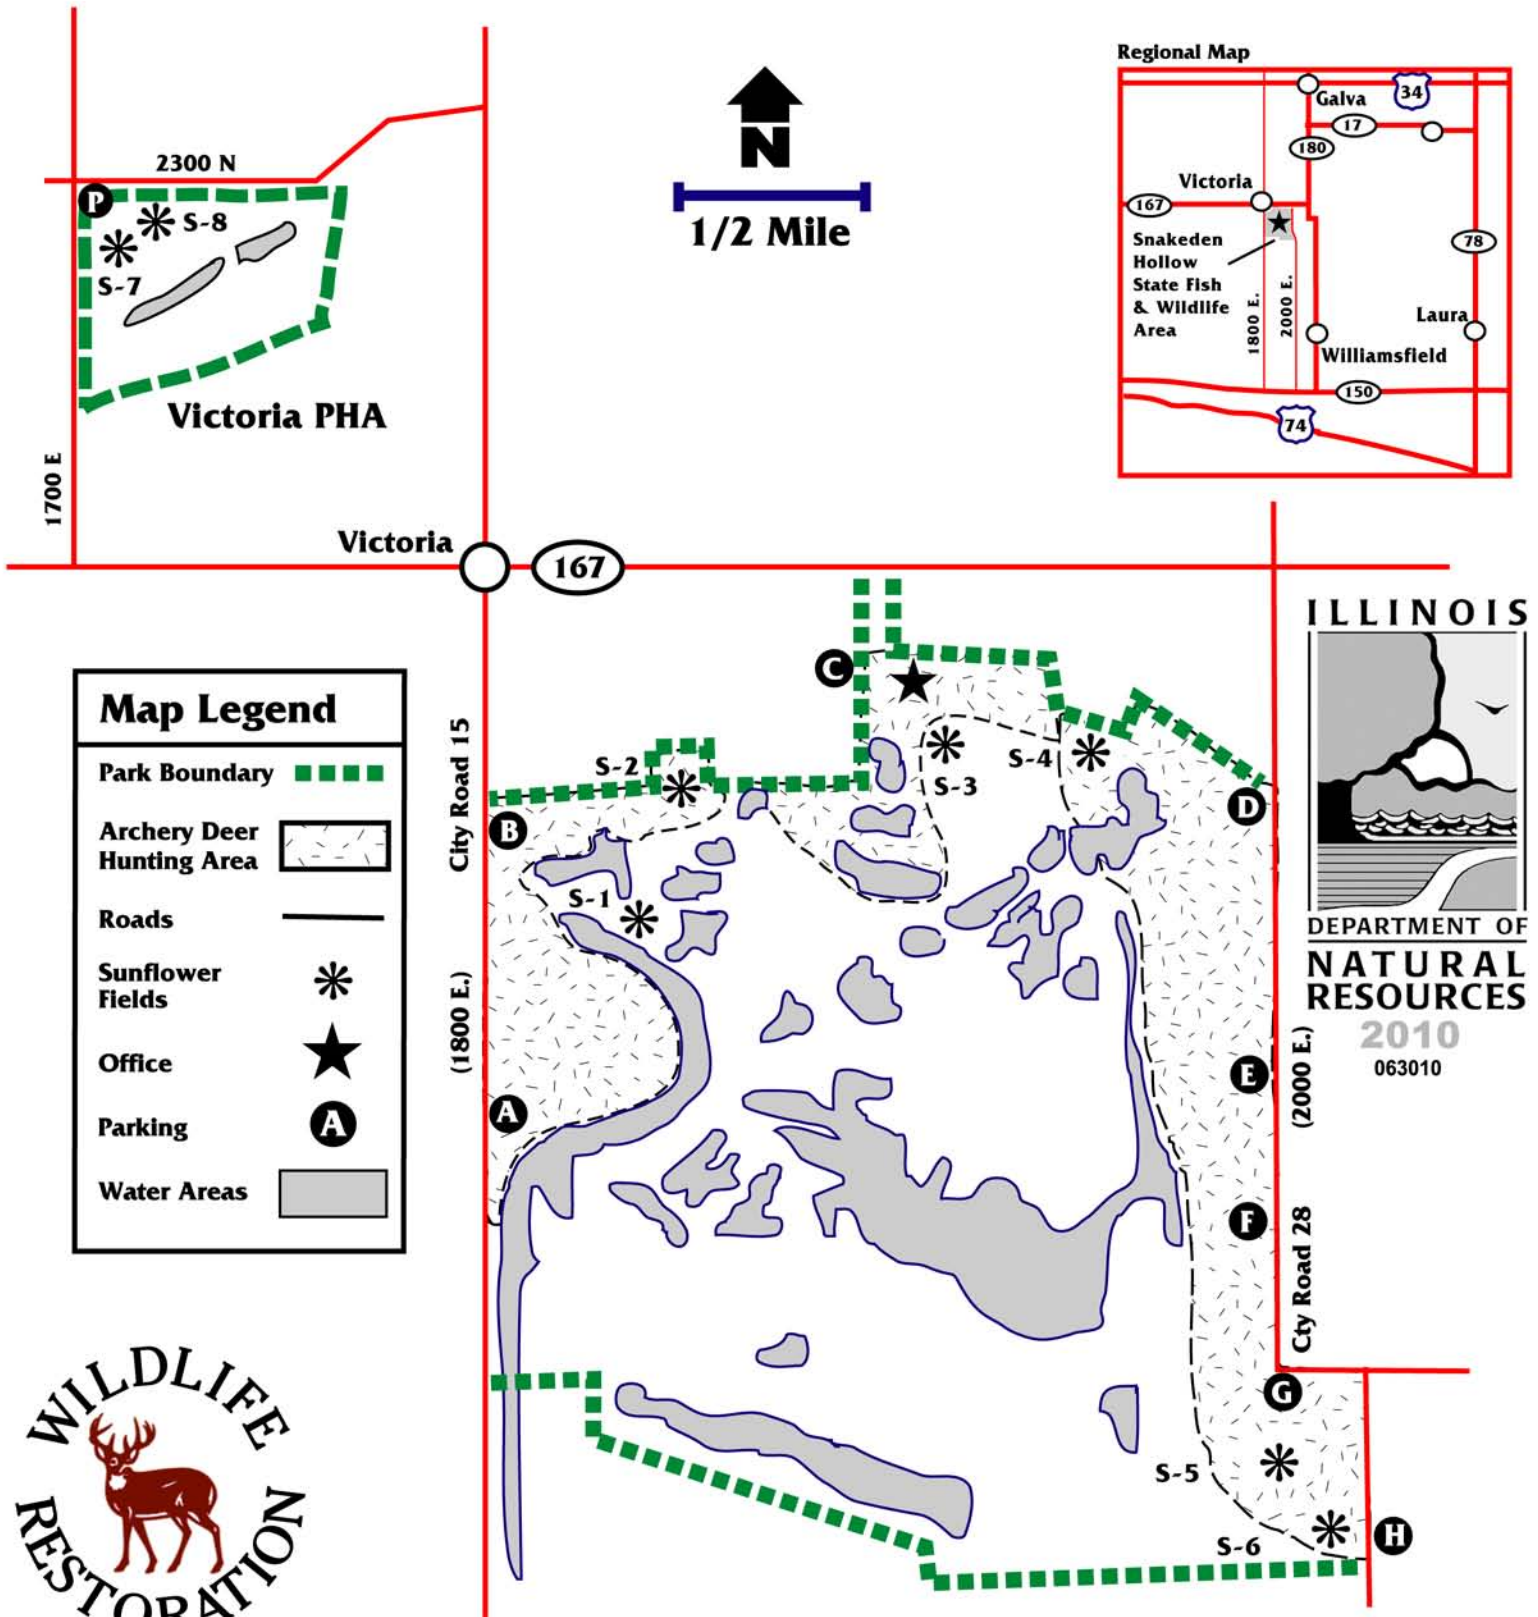 Regional Map
34
Galva
17
180
Victoria
167
Snakeden
Hollow
State Fish
& Wildlife
Area
1800 E.
2000 E.
78
Laura
Williamsfield
150
74
N
1/2 Mile
2300 N
P
S-8
S-7
Victoria PHA
1700 E
Victoria
167
Map Legend
Park Boundary
Archery Deer
Hunting Area
Roads
Sunflower
Fields
Office
Parking
A
Water Areas
City Road 15
(1800 E.)
C
S-2
S-3
S-4
B
D
S-1
A
E
F
(2000 E.)
Cty Road 28
G
S-5
S-6
H
ILLINOIS
DEPARTMENT OF
NATURAL
RESOURCES
2010
063010
WILDLIFE
RESTORATION